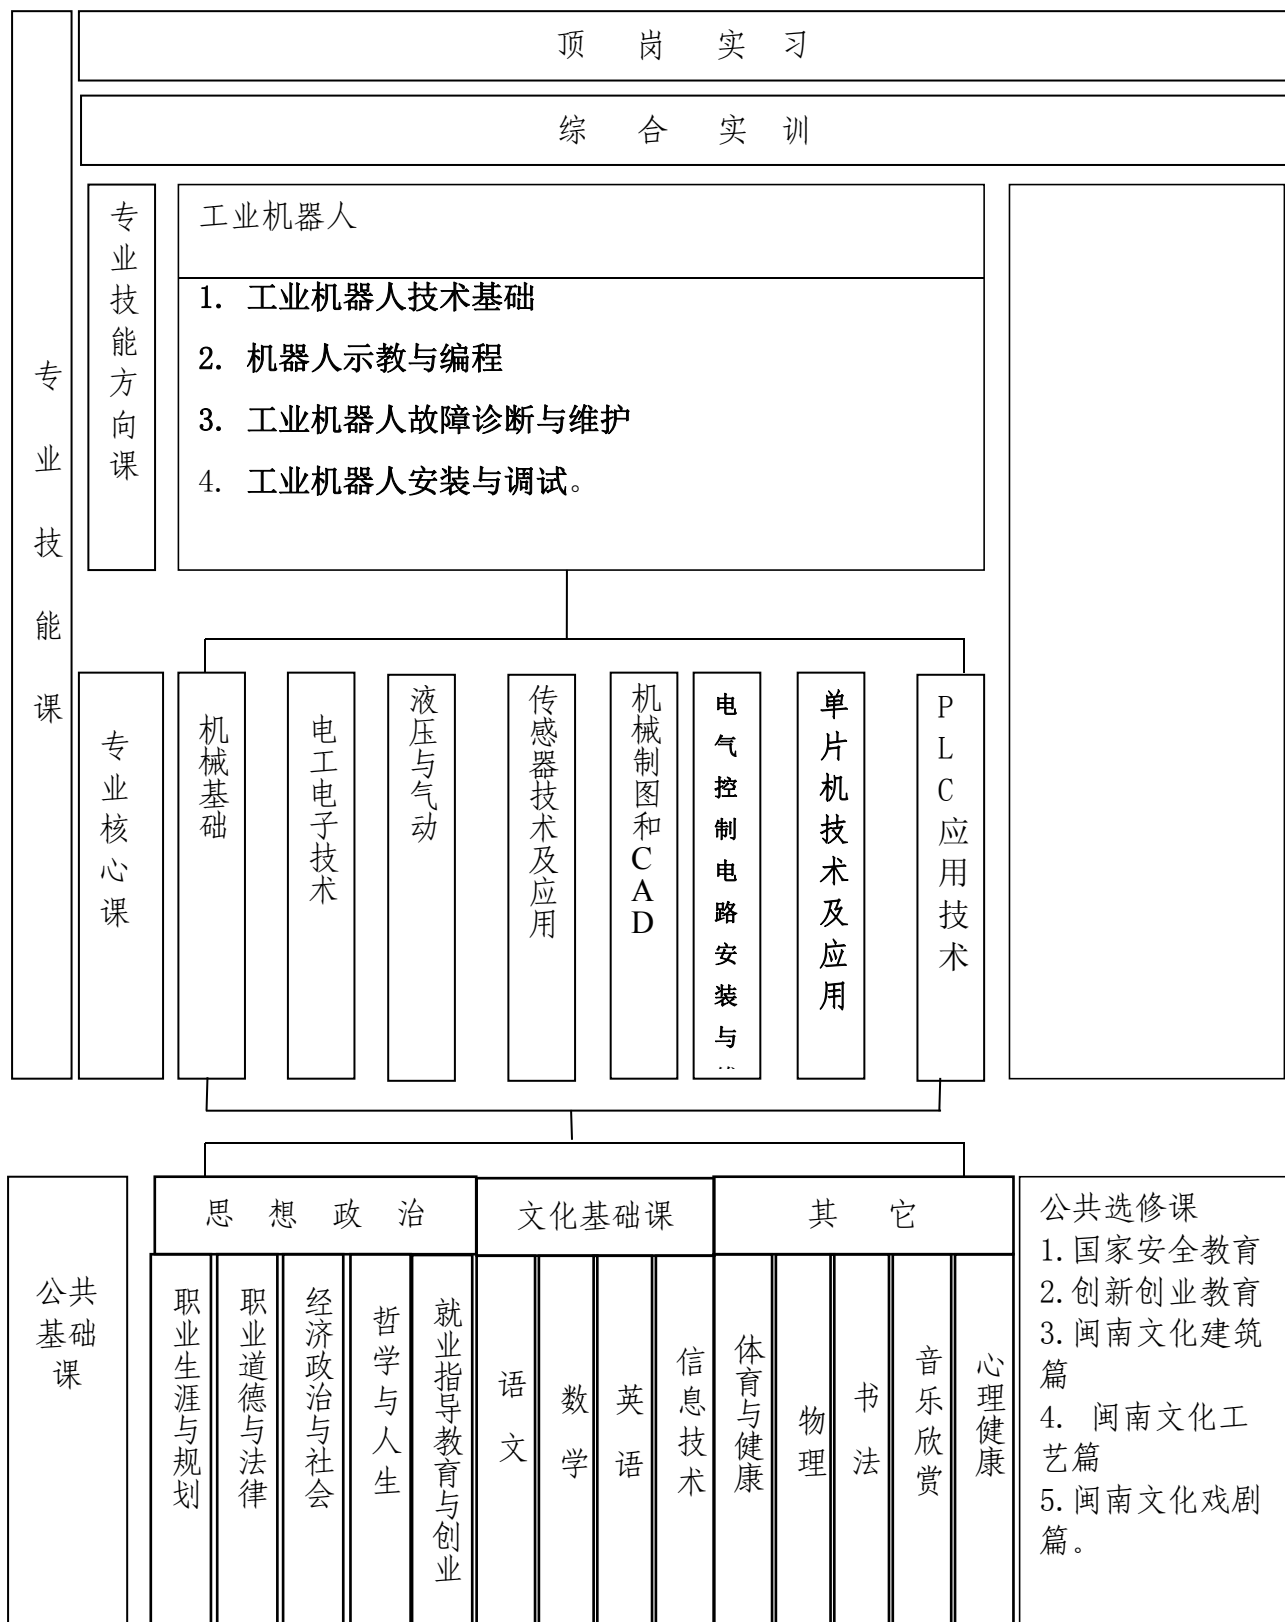 顶 岗 实 习
综 合 实 训
专业技能课
专业技能方向课
工业机器人
1. 工业机器人技术基础
2. 机器人示教与编程
3. 工业机器人故障诊断与维护
4. 工业机器人安装与调试。
专业核心课
机械基础
电工电子技术
液压与气动
传感器技术及应用
机械制图和CAD
电气控制电路安装与
单片机技术及应用
PLC应用技术
公共
基础
课
思 想 政 治
职业生涯与规划
职业道德与法律
经济政治与社会
哲学与人生
就业指导教育与创业
文化基础课
语文
数学
英语
信息技术
其 它
体育与健康
物理
书法
音乐欣赏
心理健康
公共选修课
1.国家安全教育
2.创新创业教育
3.闽南文化建筑
篇
4. 闽南文化工
艺篇
5.闽南文化戏剧
篇。